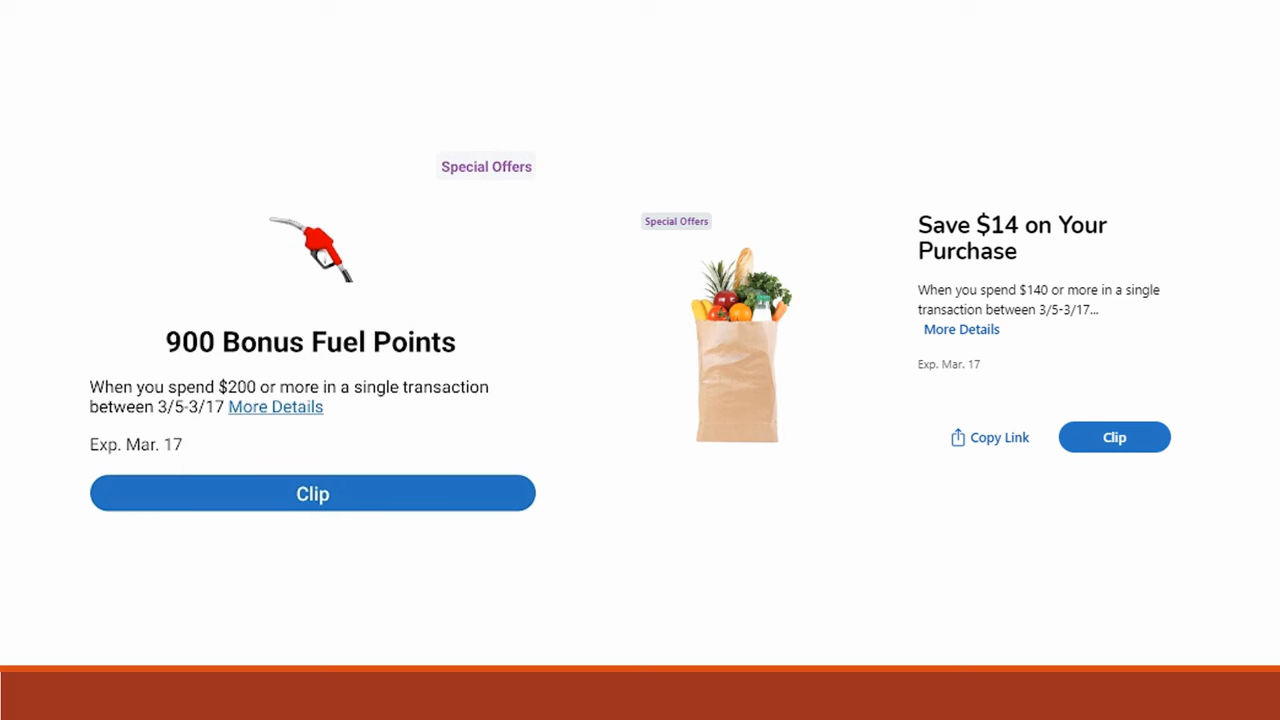 Special Offers
900 Bonus Fuel Points
When you spend $200 or more in a single transaction
between 3/5-3/17 More Details
Exp. Mar. 17
Clip
Special Offers
Save $14 on Your
Purchase
When you spend $140 or more in a single
transaction between 3/5-3/17...
More Details
Exp. Mar. 17
Copy Link
Clip